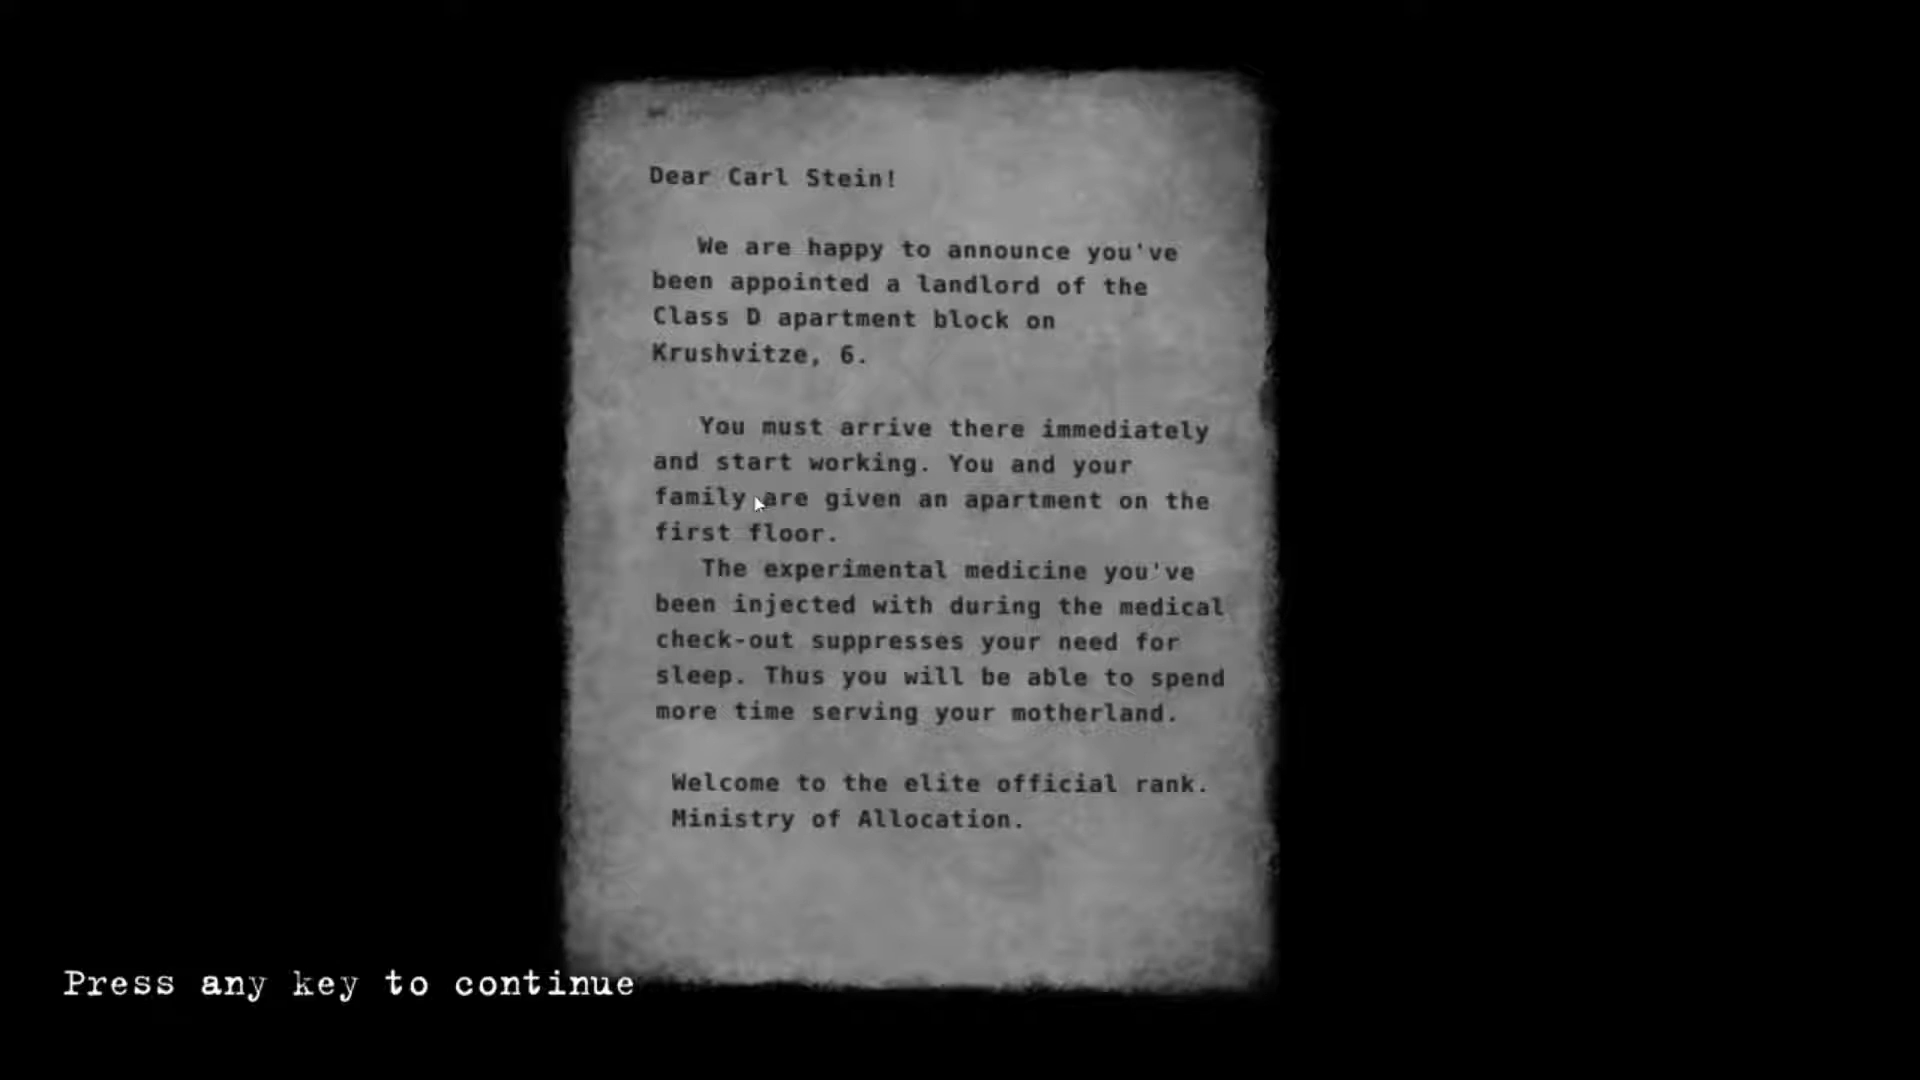 Dear Carl Stein!
We are happy to announce you've
been appointed a landlord of the
Class D apartment block on
Krushvitze, 6.
You must arrive there immediately
and start working. You and your
family are given an apartment on the
first floor.
The experimental medicine you've
been injected with during the medical
check-out suppresses your need for
sleep. Thus you will be able to spend
more time serving your motherland.
Welcome to the elite official rank.
Ministry of Allocation.
Press any key to continue